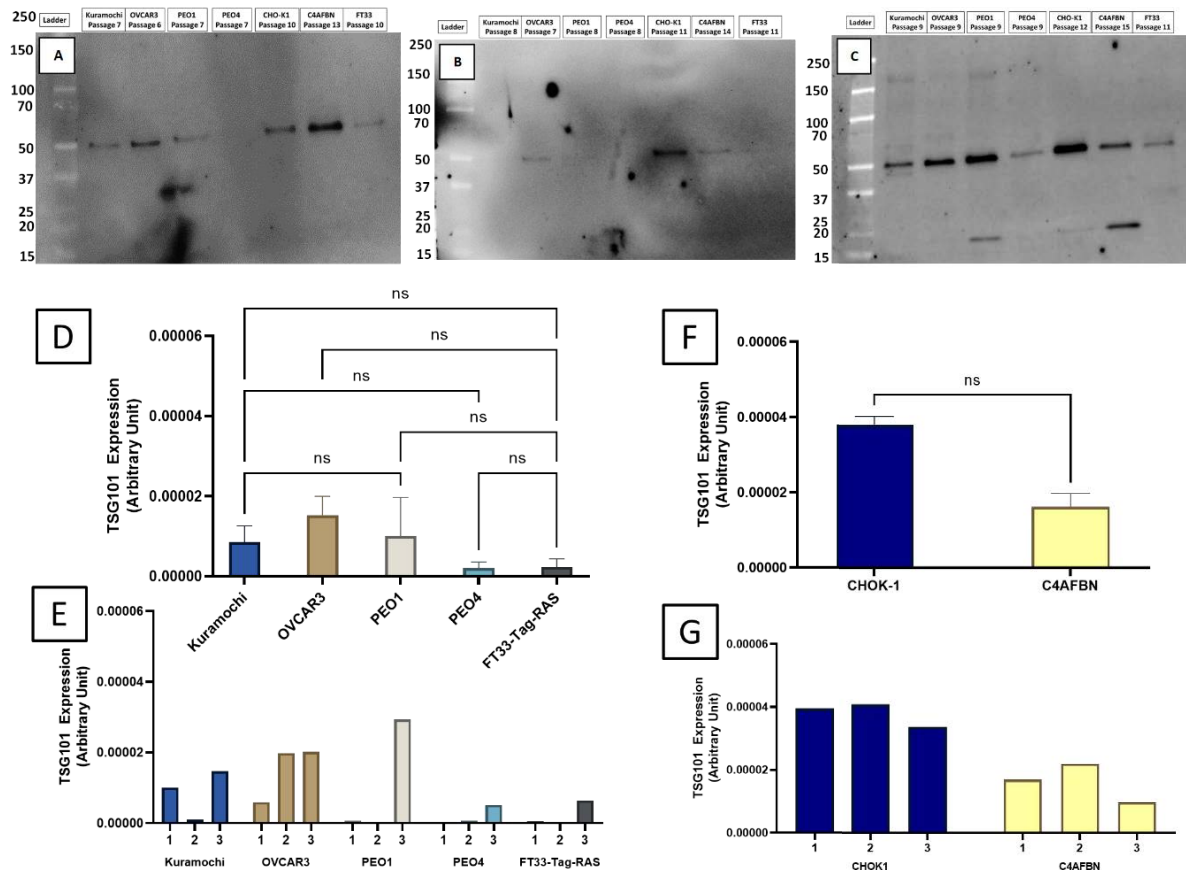 Ladder
Kuramochi OVCAR3 PEO1 PEO4 CHO-K1 C4AFBN FT33
Passage 7 Passage 6 Passage 7 Passage 7 Passage 10 Passage 13 Passage 10
A
250
150
100
70
50
37
25
20
15
Ladder
Kuramochi OVCAR3 PEO1 PEO4 CHO-K1 C4AFBN FT33
Passage 8 Passage 7 Passage 8 Passage 8 Passage 11 Passage 14 Passage 11
B
250
150
100
70
50
37
25
20
15
Ladder
Kuramochi OVCAR3 PEO1 PEO4 CHO-K1 C4AFBN FT33
Passage 9 Passage 9 Passage 9 Passage 9 Passage 12 Passage 15 Passage 11
C
250
150
100
70
50
37
25
20
15
D
TSG101 Expression
(Arbitrary Unit)
0.00006
0.00004
0.00002
0.00000
ns
ns
ns
ns
ns
ns
Kuramochi
OVCAR3
PEO1
PEO4
FT33-Tag-RAS
F
TSG101 Expression
(Arbitrary Unit)
0.00006
0.00004
0.00002
0.00000
ns
CHOK-1 C4AFBN
E
TSG101 Expression
(Arbitrary Unit)
0.00006
0.00004
0.00002
0.00000
1 2 3 1 2 3 1 2 3 1 2 3 1 2 3
Kuramochi OVCAR3 PEO1 PEO4 FT33-Tag-RAS
G
TSG101 Expression
(Arbitrary Unit)
0.00006
0.00004
0.00002
0.00000
1 2 3 1 2 3
CHOK1 C4AFBN